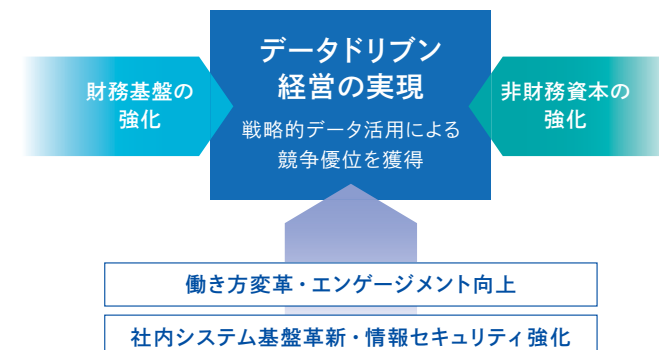 データドリブン
経営の実現
戦略的データ活用による
競争優位を獲得
財務基盤の
強化
非財務資本の
強化
働き方変革・エンゲージメント向上
社内システム基盤革新・情報セキュリティ強化